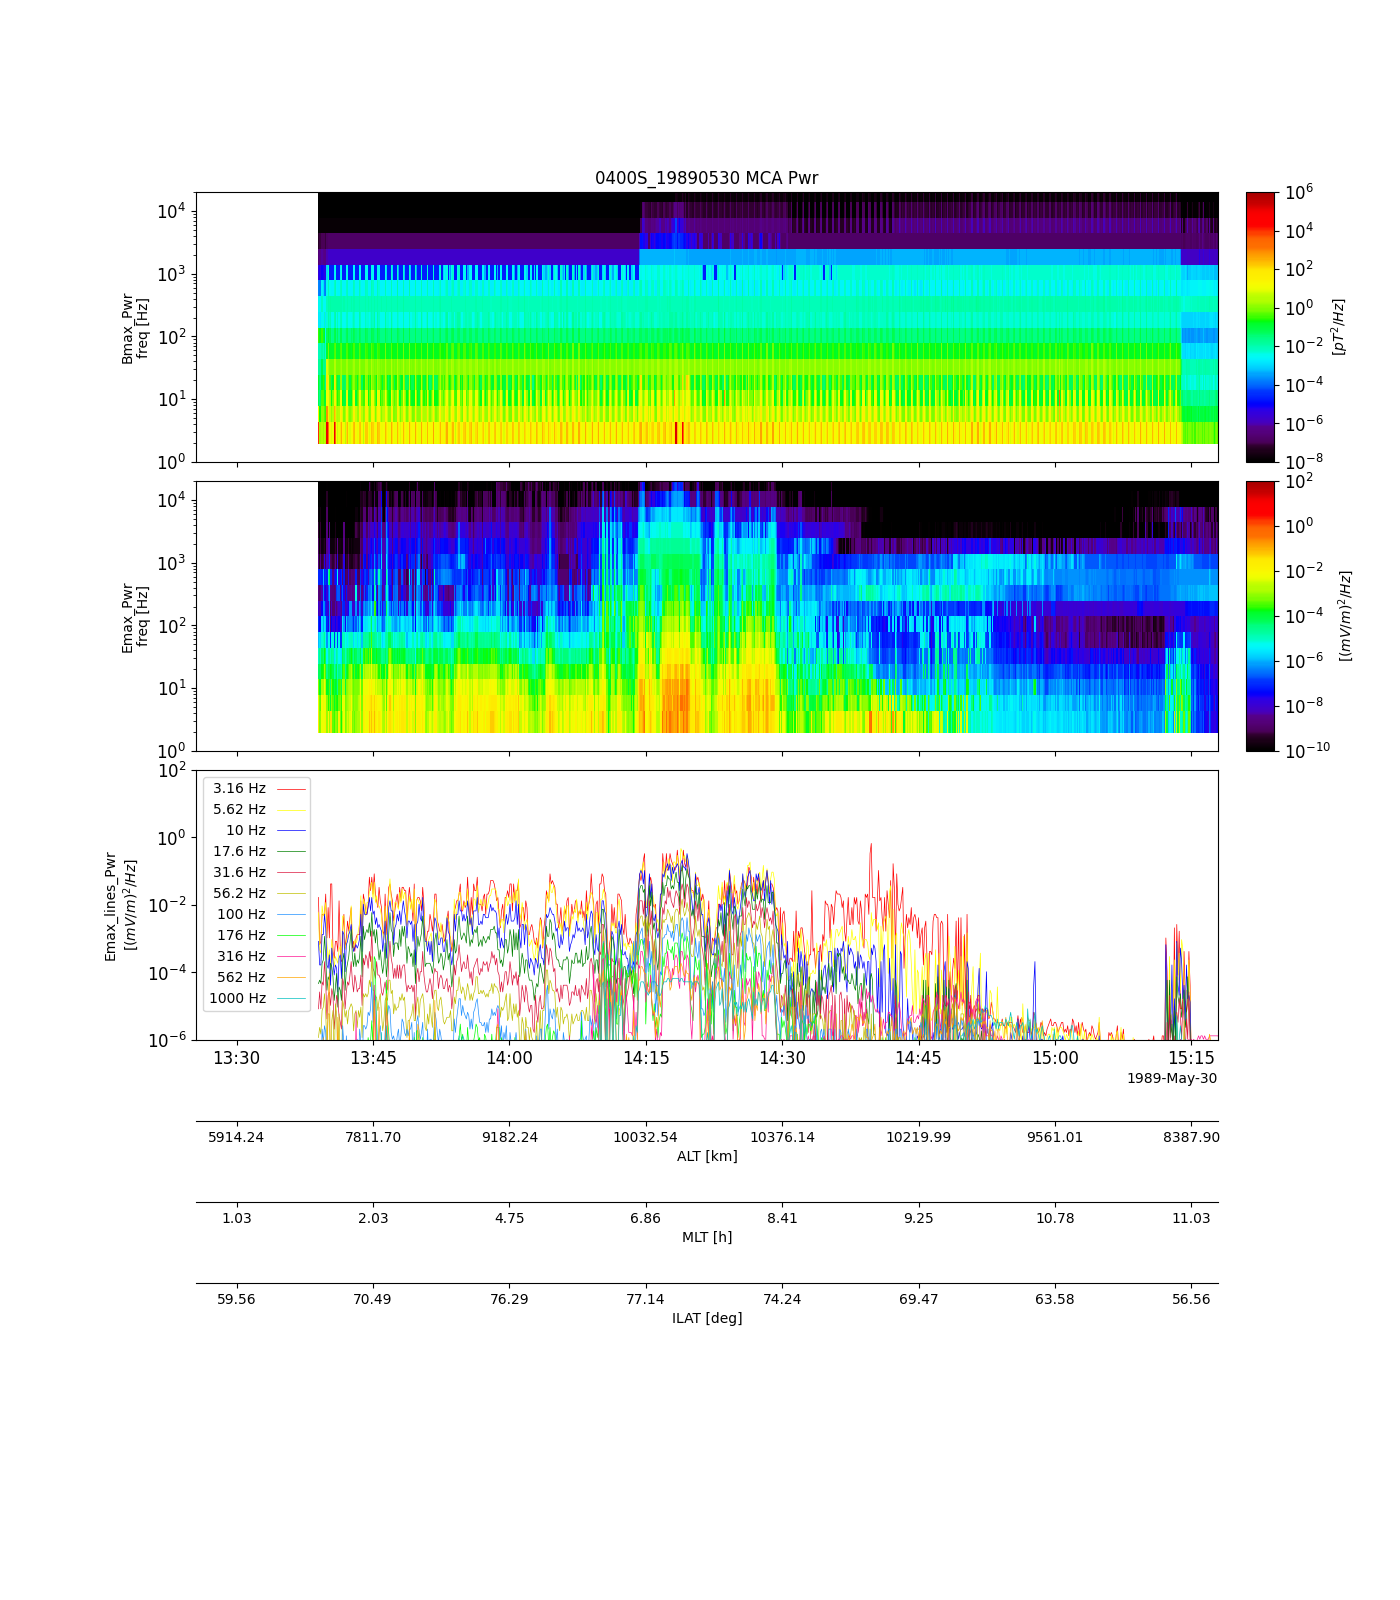 0400S_19890530 MCA Pwr
10^4
10^3
10^2
10^1
10^0
Bmax_Pwr
freq [Hz]
10^6
10^4
10^2
10^0
10^-2
10^-4
10^-6
10^-8
[pT^2/Hz]
10^4
10^3
10^2
10^1
10^0
Emax_Pwr
freq [Hz]
10^2
10^0
10^-2
10^-4
10^-6
10^-8
10^-10
[(mV/m)^2/Hz]
10^2
10^0
10^-2
10^-4
10^-6
Emax_lines_Pwr
[(mV/m)^2/Hz]
3.16 Hz
5.62 Hz
10 Hz
17.6 Hz
31.6 Hz
56.2 Hz
100 Hz
176 Hz
316 Hz
562 Hz
1000 Hz
13:30 13:45 14:00 14:15 14:30 14:45 15:00 15:15
1989-May-30
5914.24 7811.70 9182.24 10032.54 10376.14 10219.99 9561.01 8387.90
ALT [km]
1.03 2.03 4.75 6.86 8.41 9.25 10.78 11.03
MLT [h]
59.56 70.49 76.29 77.14 74.24 69.47 63.58 56.56
ILAT [deg]